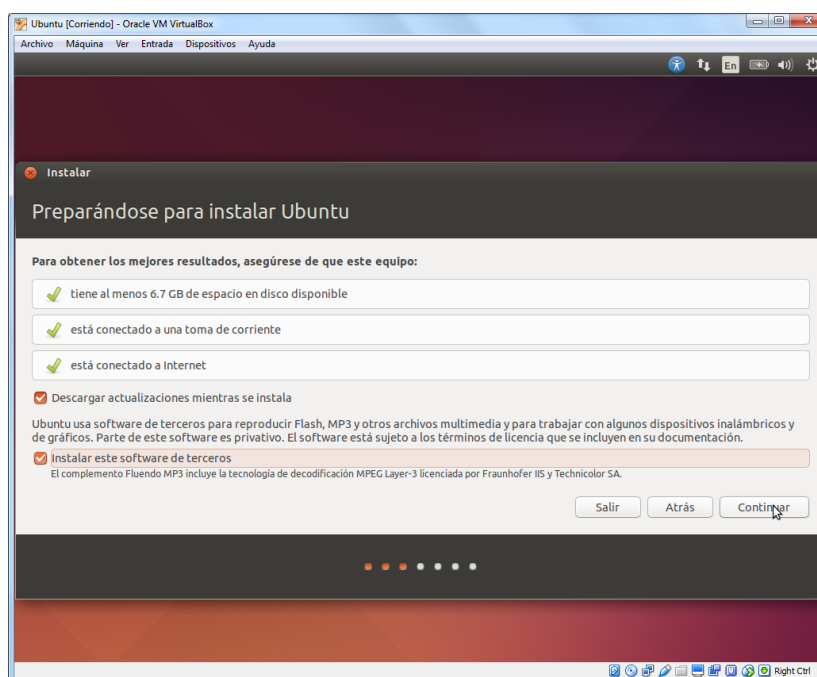 Ubuntu [Corriendo] - Oracle VM VirtualBox
Archivo Máquina Ver Entrada Dispositivos Ayuda
En
Instalar
Preparándose para instalar Ubuntu
Para obtener los mejores resultados, asegúrese de que este equipo:
tiene al menos 6.7 GB de espacio en disco disponible
está conectado a una toma de corriente
está conectado a Internet
Descargar actualizaciones mientras se instala
Ubuntu usa software de terceros para reproducir Flash, MP3 y otros archivos multimedia y para trabajar con algunos dispositivos inalámbricos y
de gráficos. Parte de este software es privativo. El software está sujeto a los términos de licencia que se incluyen en su documentación.
Instalar este software de terceros
El complemento Fluendo MP3 incluye la tecnología de decodificación MPEG Layer-3 licenciada por Fraunhofer IIS y Technicolor SA.
Salir Atrás Continuar
Right Ctrl